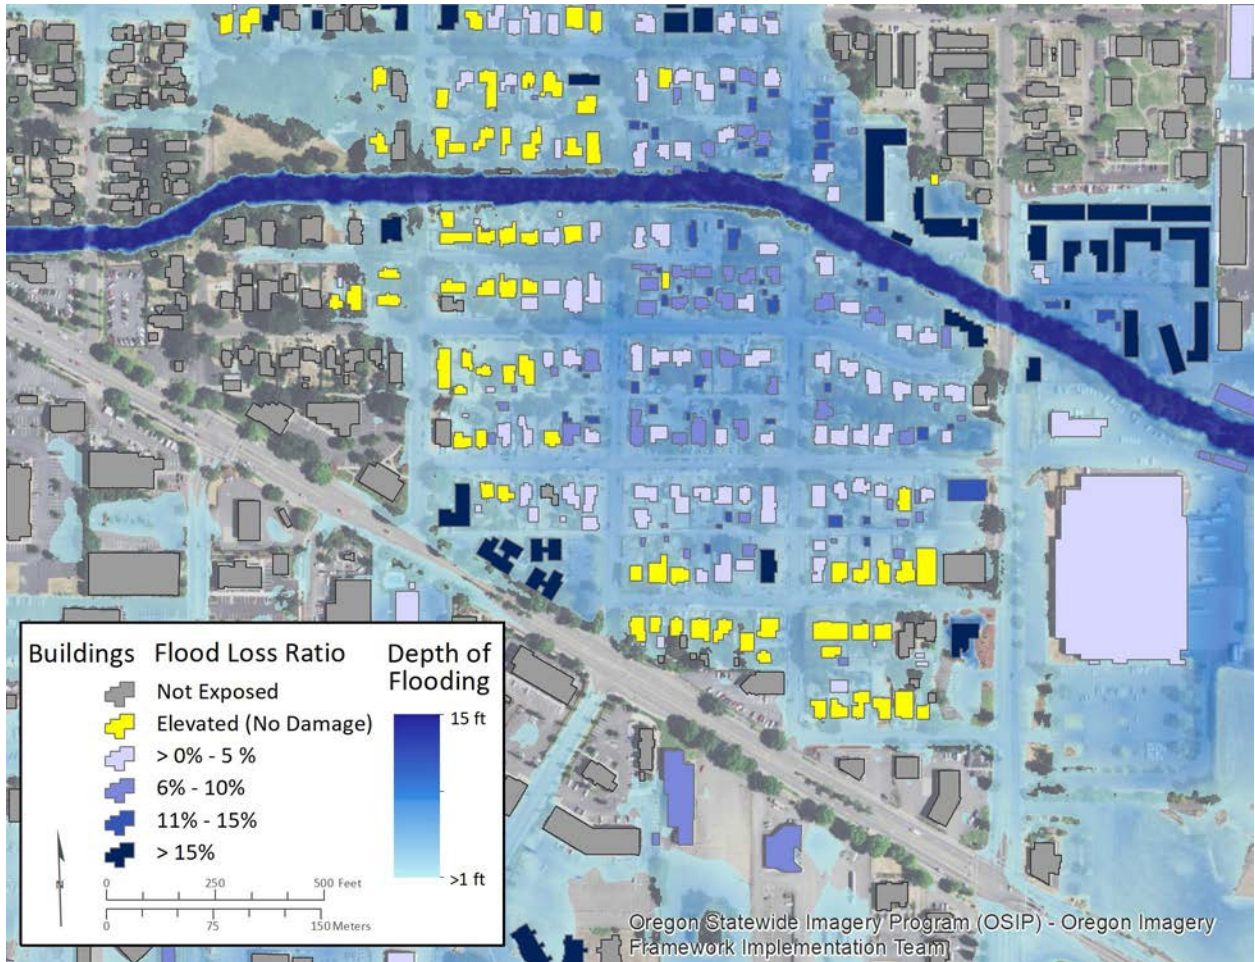 Buildings Flood Loss Ratio
Depth of
Flooding
Not Exposed
Elevated (No Damage)
> 0% - 5 %
6% - 10%
11% - 15%
> 15%
15 ft
>1 ft
N
0 250 500 Feet
0 75 150 Meters
Oregon Statewide Imagery Program (OSIP) - Oregon Imagery
Framework Implementation Team